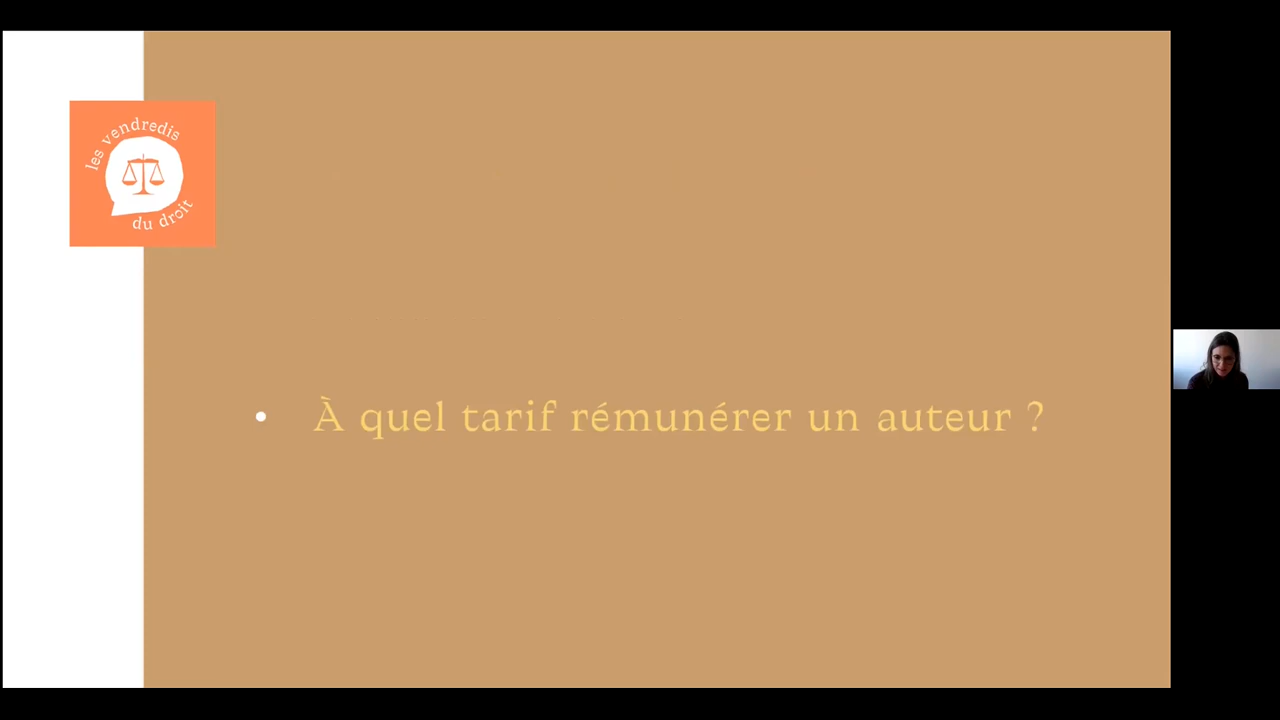 les vendredis
du droit
• À quel tarif rémunérer un auteur ?